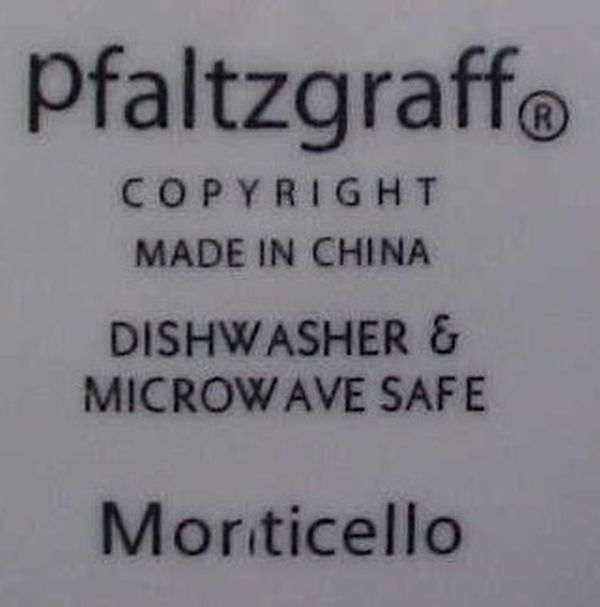 Pfaltzgraff®
COPYRIGHT
MADE IN CHINA
DISHWASHER &
MICROWAVE SAFE
Monticello